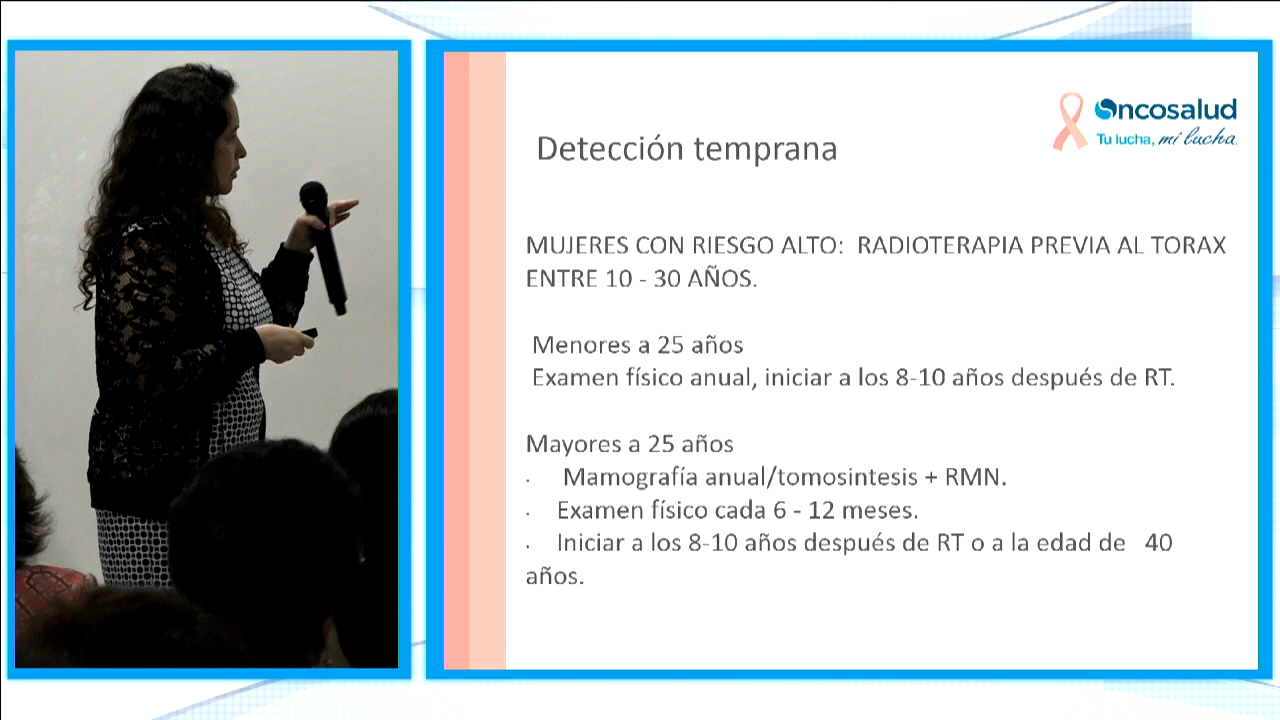 Oncosalud
Tu lucha, mi lucha.
Detección temprana
MUJERES CON RIESGO ALTO: RADIOTERAPIA PREVIA AL TORAX
ENTRE 10 - 30 AÑOS.
Menores a 25 años
Examen físico anual, iniciar a los 8-10 años después de RT.
Mayores a 25 años
· Mamografía anual/tomosintesis + RMN.
· Examen físico cada 6 - 12 meses.
· Iniciar a los 8-10 años después de RT o a la edad de 40
años.